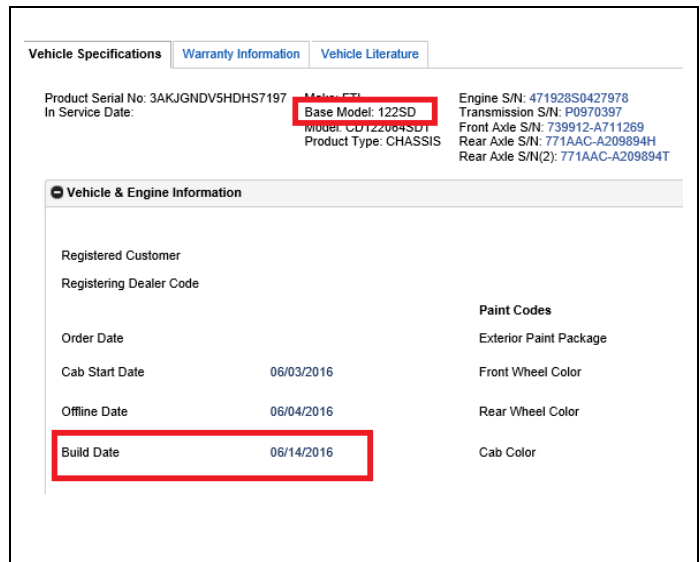 Vehicle Specifications Warranty Information Vehicle Literature
Product Serial No: 3AKJGNDV5HDHS7197
In Service Date:
Base Model: 122SD
Model: CD122064SD1
Product Type: CHASSIS
Engine S/N: 471928S0427978
Transmission S/N: P0970397
Front Axle S/N: 739912-A711269
Rear Axle S/N: 771AAC-A209894H
Rear Axle S/N(2): 771AAC-A209894T
Vehicle & Engine Information
Registered Customer
Registering Dealer Code
Paint Codes
Order Date Exterior Paint Package
Cab Start Date 06/03/2016 Front Wheel Color
Offline Date 06/04/2016 Rear Wheel Color
Build Date 06/14/2016 Cab Color